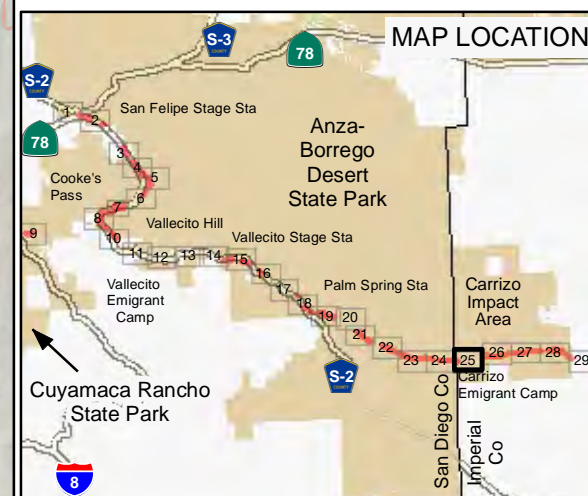 MAP LOCATION
S-3
COUNTY
78
S-2
COUNTY
1
2
San Felipe Stage Sta
78
3
4
5
6
Anza-
Borrego
Desert
State Park
Cooke's
Pass
7
8
9
10
Vallecito Hill
Vallecito Stage Sta
11
12
13
14
15
16
17
18
19
20
Vallecito
Emigrant
Camp
Palm Spring Sta
Carrizo
Impact
Area
21
22
23
24
25
26
27
28
29
S-2
COUNTY
Carrizo
Emigrant Camp
Cuyamaca Rancho
State Park
San Diego Co
Imperial
Co
8